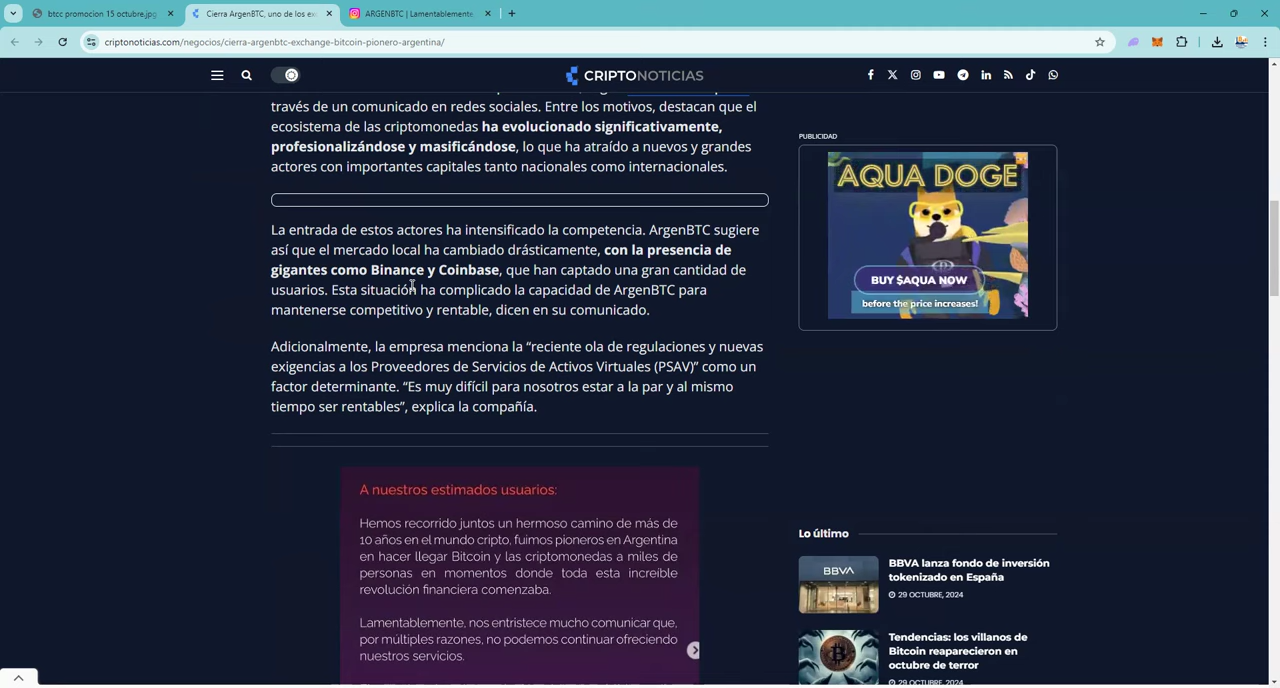 btcc promocion 15 octubre.jpg
Cierra ArgenBTC, uno de los ex
ARGENBTC | Lamentablemente,
criptonoticias.com/negocios/cierra-argenbtc-exchange-bitcoin-pionero-argentina/
CRIPTONOTICIAS
través de un comunicado en redes sociales. Entre los motivos, destacan que el
ecosistema de las criptomonedas ha evolucionado significativamente,
profesionalizándose y masificándose, lo que ha atraído a nuevos y grandes
actores con importantes capitales tanto nacionales como internacionales.
La entrada de estos actores ha intensificado la competencia. ArgenBTC sugiere
así que el mercado local ha cambiado drásticamente, con la presencia de
gigantes como Binance y Coinbase, que han captado una gran cantidad de
usuarios. Esta situación ha complicado la capacidad de ArgenBTC para
mantenerse competitivo y rentable, dicen en su comunicado.
Adicionalmente, la empresa menciona la “reciente ola de regulaciones y nuevas
exigencias a los Proveedores de Servicios de Activos Virtuales (PSAV)” como un
factor determinante. “Es muy difícil para nosotros estar a la par y al mismo
tiempo ser rentables”, explica la compañía.
A nuestros estimados usuarios:
Hemos recorrido juntos un hermoso camino de más de
10 años en el mundo cripto, fuimos pioneros en Argentina
en hacer llegar Bitcoin y las criptomonedas a miles de
personas en momentos donde toda esta increíble
revolución financiera comenzaba.
Lamentablemente, nos entristece mucho comunicar que,
por múltiples razones, no podemos continuar ofreciendo
nuestros servicios.
PUBLICIDAD
AQUA DOGE
BUY $AQUA NOW
before the price increases!
Lo último
BBVA
BBVA lanza fondo de inversión
tokenizado en España
29 OCTUBRE, 2024
Tendencias: los villanos de
Bitcoin reaparecieron en
octubre de terror
29 OCTUBRE, 2024